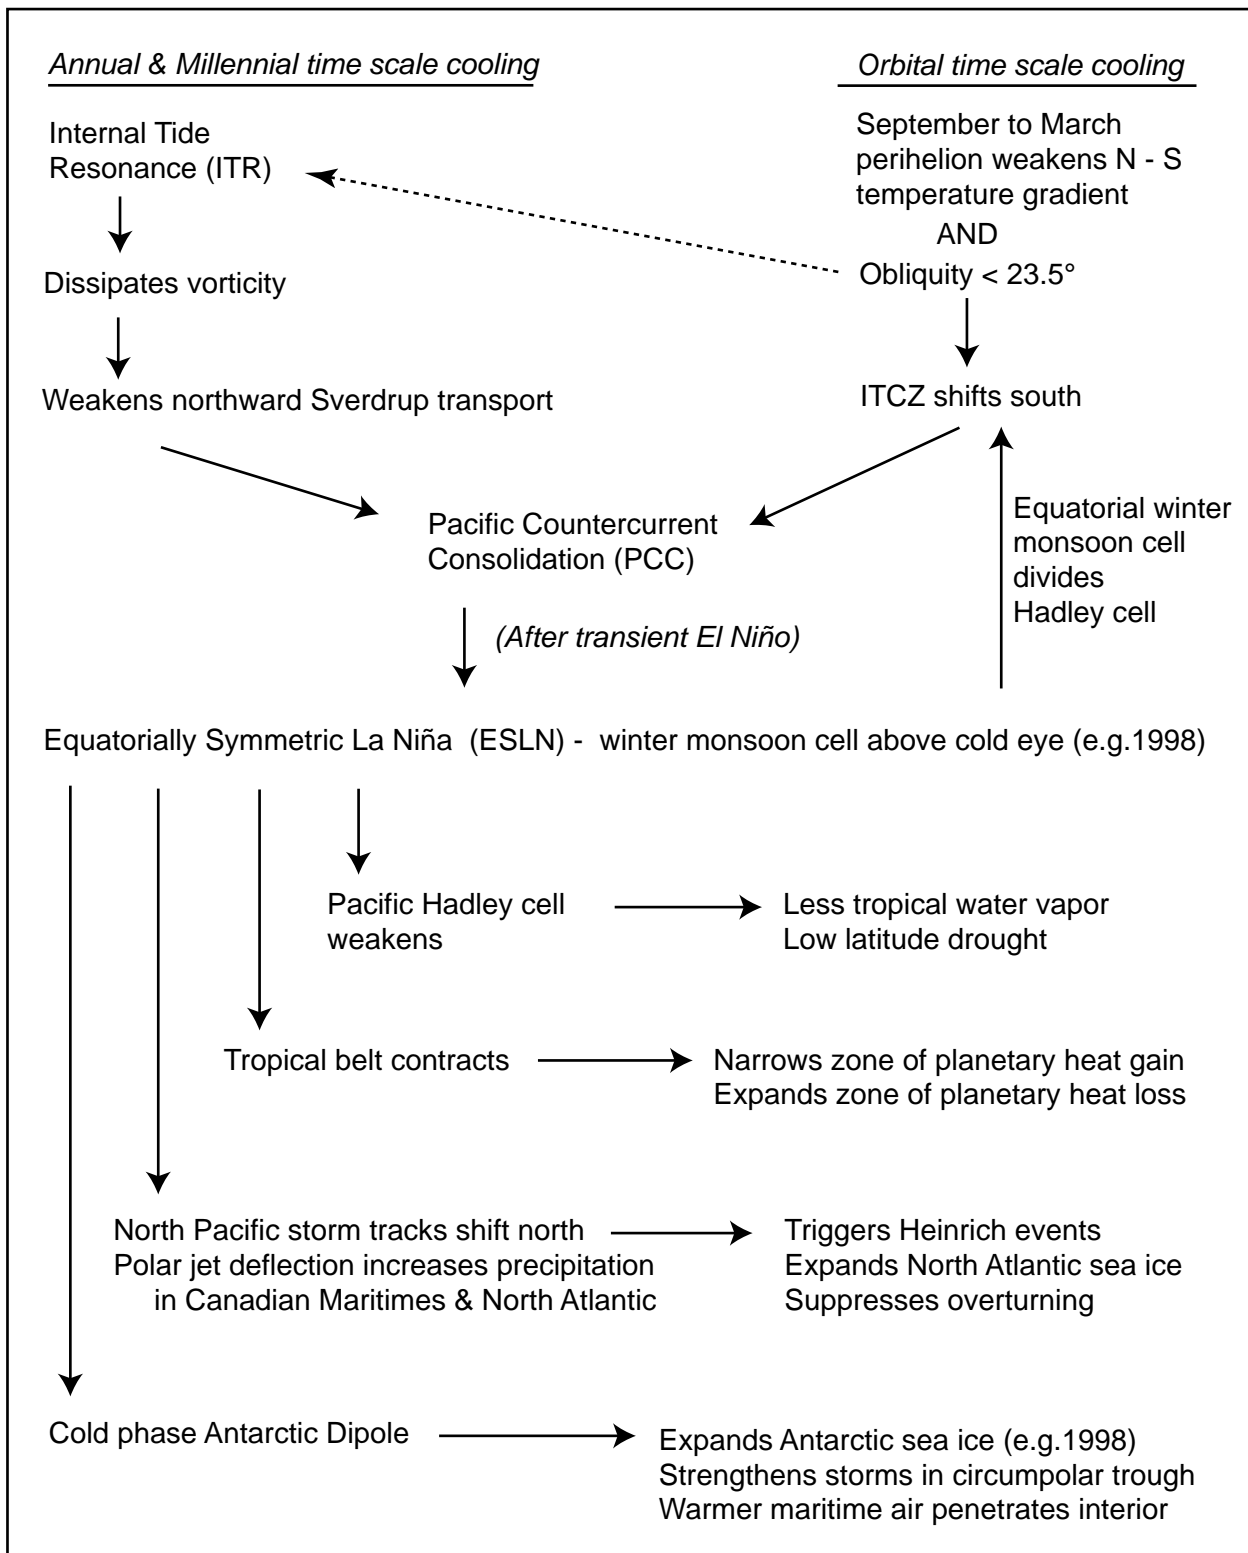 Annual & Millennial time scale cooling
Orbital time scale cooling
Internal Tide
Resonance (ITR)
September to March
perihelion weakens N - S
temperature gradient
AND
Obliquity < 23.5°
Dissipates vorticity
Weakens northward Sverdrup transport
ITCZ shifts south
Pacific Countercurrent
Consolidation (PCC)
Equatorial winter
monsoon cell
divides
Hadley cell
(After transient El Niño)
Equatorially Symmetric La Niña (ESLN) - winter monsoon cell above cold eye (e.g.1998)
Pacific Hadley cell
weakens
Less tropical water vapor
Low latitude drought
Tropical belt contracts
Narrows zone of planetary heat gain
Expands zone of planetary heat loss
North Pacific storm tracks shift north
Polar jet deflection increases precipitation
in Canadian Maritimes & North Atlantic
Triggers Heinrich events
Expands North Atlantic sea ice
Suppresses overturning
Cold phase Antarctic Dipole
Expands Antarctic sea ice (e.g.1998)
Strengthens storms in circumpolar trough
Warmer maritime air penetrates interior